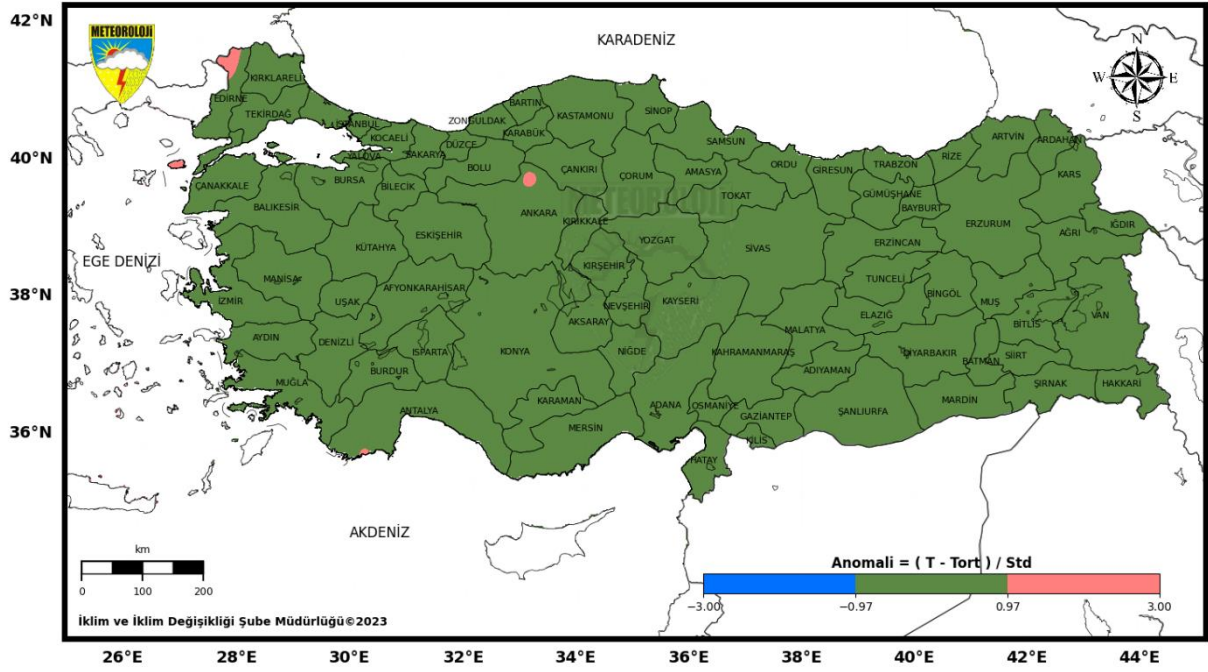 42°N
40°N
38°N
36°N
METEOROLOJİ
KARADENİZ
N
W E
S
KIRKLARELİ
EDİRNE
TEKİRDAĞ
İSTANBUL
KOCAELİ
YALOVA
SAKARYA
DÜZCE
ZONGULDAK
BARTIN
KARABÜK
KASTAMONU
SİNOP
SAMSUN
ORDU
GİRESUN
TRABZON
RİZE
ARTVİN
ARDAHAN
KARS
ÇANAKKALE
BALIKESİR
BURSA
BİLECİK
BOLU
ÇANKIRI
ÇORUM
AMASYA
TOKAT
GÜMÜŞHANE
BAYBURT
ERZURUM
AĞRI
IĞDIR
METEOROLOJİ
ANKARA
KIRIKKALE
ESKİŞEHİR
KÜTAHYA
YOZGAT
SİVAS
ERZİNCAN
EGE DENİZİ
MANİSA
İZMİR
UŞAK
AFYONKARAHİSAR
KIRŞEHİR
NEVŞEHİR
KAYSERİ
AKSARAY
TUNCELİ
BİNGÖL
MUŞ
ELAZIĞ
BİTLİS
VAN
AYDIN
DENİZLİ
ISPARTA
BURDUR
KONYA
NİĞDE
MALATYA
KAHRAMANMARAŞ
ADIYAMAN
DİYARBAKIR
BATMAN
SİİRT
ŞIRNAK
HAKKARİ
MARDİN
MUĞLA
ANTALYA
KARAMAN
MERSİN
ADANA
OSMANİYE
GAZİANTEP
KİLİS
ŞANLIURFA
HATAY
AKDENİZ
km
0 100 200
Anomali = ( T - Tort ) / Std
−3.00 −0.97 0.97 3.00
İklim ve İklim Değişikliği Şube Müdürlüğü©2023
26°E 28°E 30°E 32°E 34°E 36°E 38°E 40°E 42°E 44°E